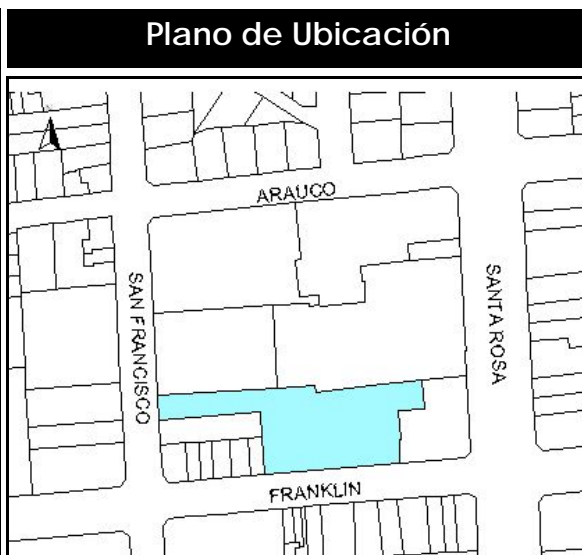 Plano de Ubicación
ARAUCO
SAN FRANCISCO
SANTA ROSA
FRANKLIN